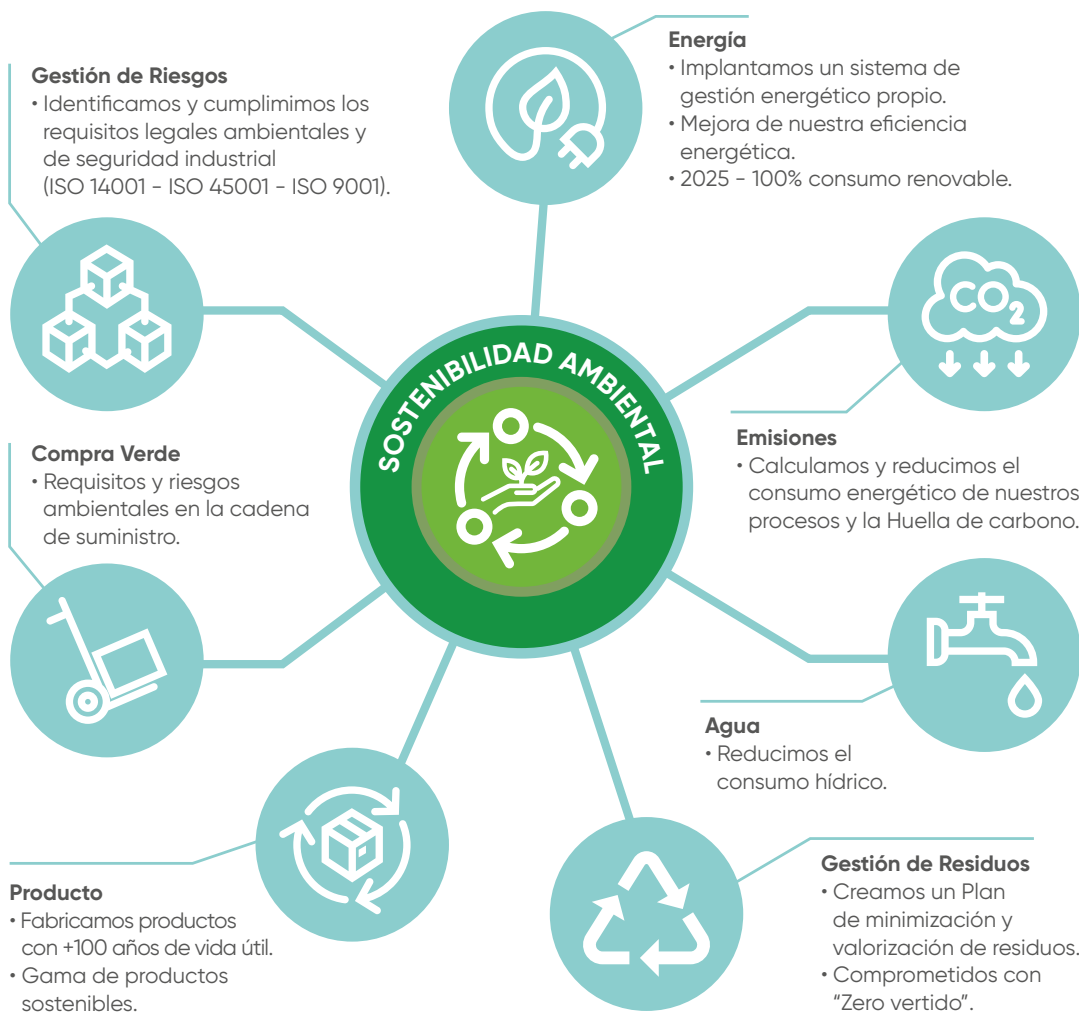 Energía
• Implantamos un sistema de
gestión energético propio.
• Mejora de nuestra eficiencia
energética.
• 2025 - 100% consumo renovable.
Gestión de Riesgos
• Identificamos y cumplimimos los
requisitos legales ambientales y
de seguridad industrial
(ISO 14001 - ISO 45001 - ISO 9001).
CO2
SOSTENIBILIDAD AMBIENTAL
Emisiones
• Calculamos y reducimos el
consumo energético de nuestros
procesos y la Huella de carbono.
Compra Verde
• Requisitos y riesgos
ambientales en la cadena
de suministro.
Agua
• Reducimos el
consumo hídrico.
Producto
• Fabricamos productos
con +100 años de vida útil.
• Gama de productos
sostenibles.
Gestión de Residuos
• Creamos un Plan
de minimización y
valorización de residuos.
• Comprometidos con
“Zero vertido”.